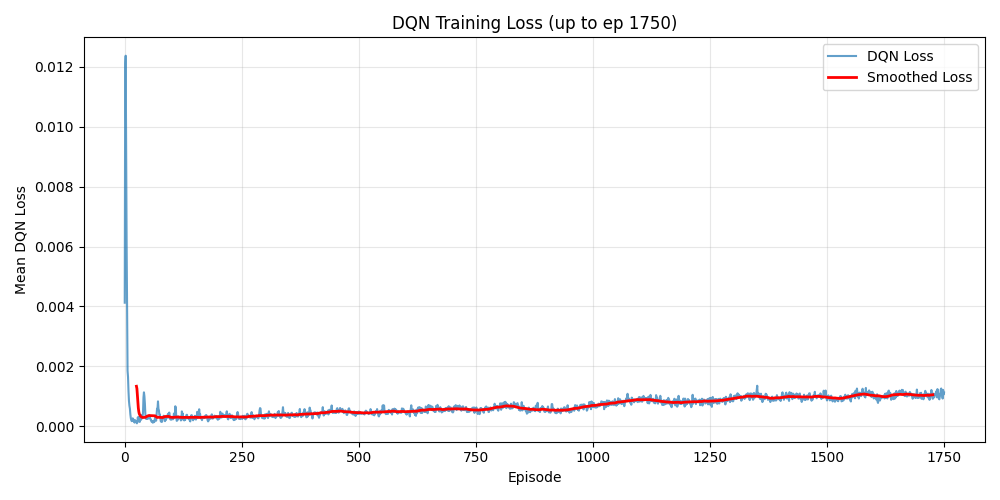 DQN Training Loss (up to ep 1750)
DQN Loss
Smoothed Loss
Mean DQN Loss
0.012
0.010
0.008
0.006
0.004
0.002
0.000
0 250 500 750 1000 1250 1500 1750
Episode